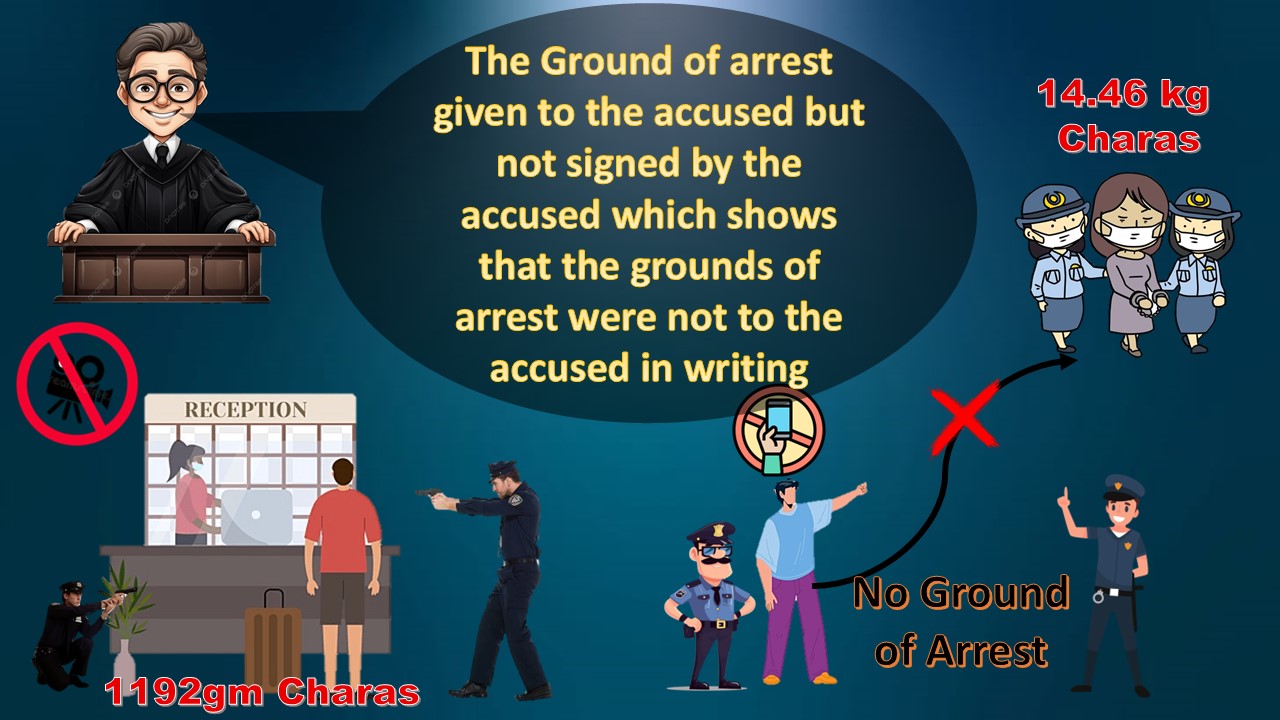 The Ground of arrest
given to the accused but
not signed by the
accused which shows
that the grounds of
arrest were not to the
accused in writing
14.46 kg
Charas
RECEPTION
No Ground
of Arrest
1192gm Charas